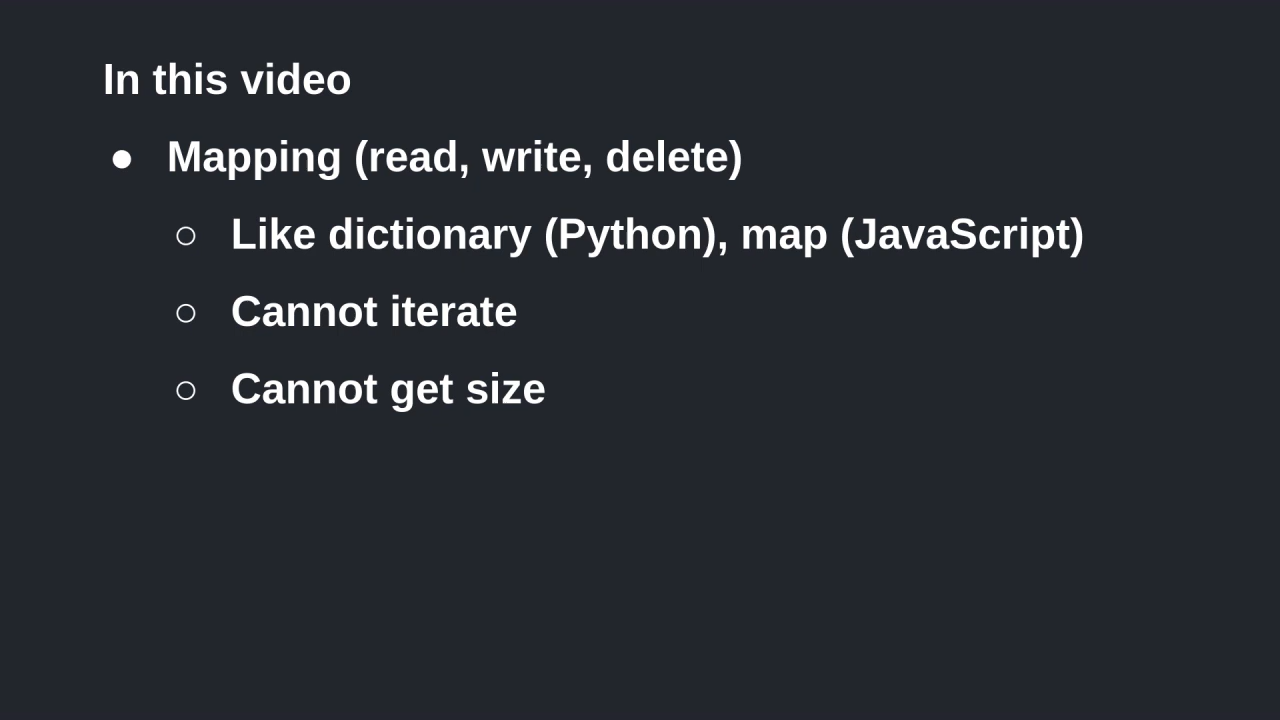 In this video
● Mapping (read, write, delete)
○ Like dictionary (Python), map (JavaScript)
○ Cannot iterate
○ Cannot get size